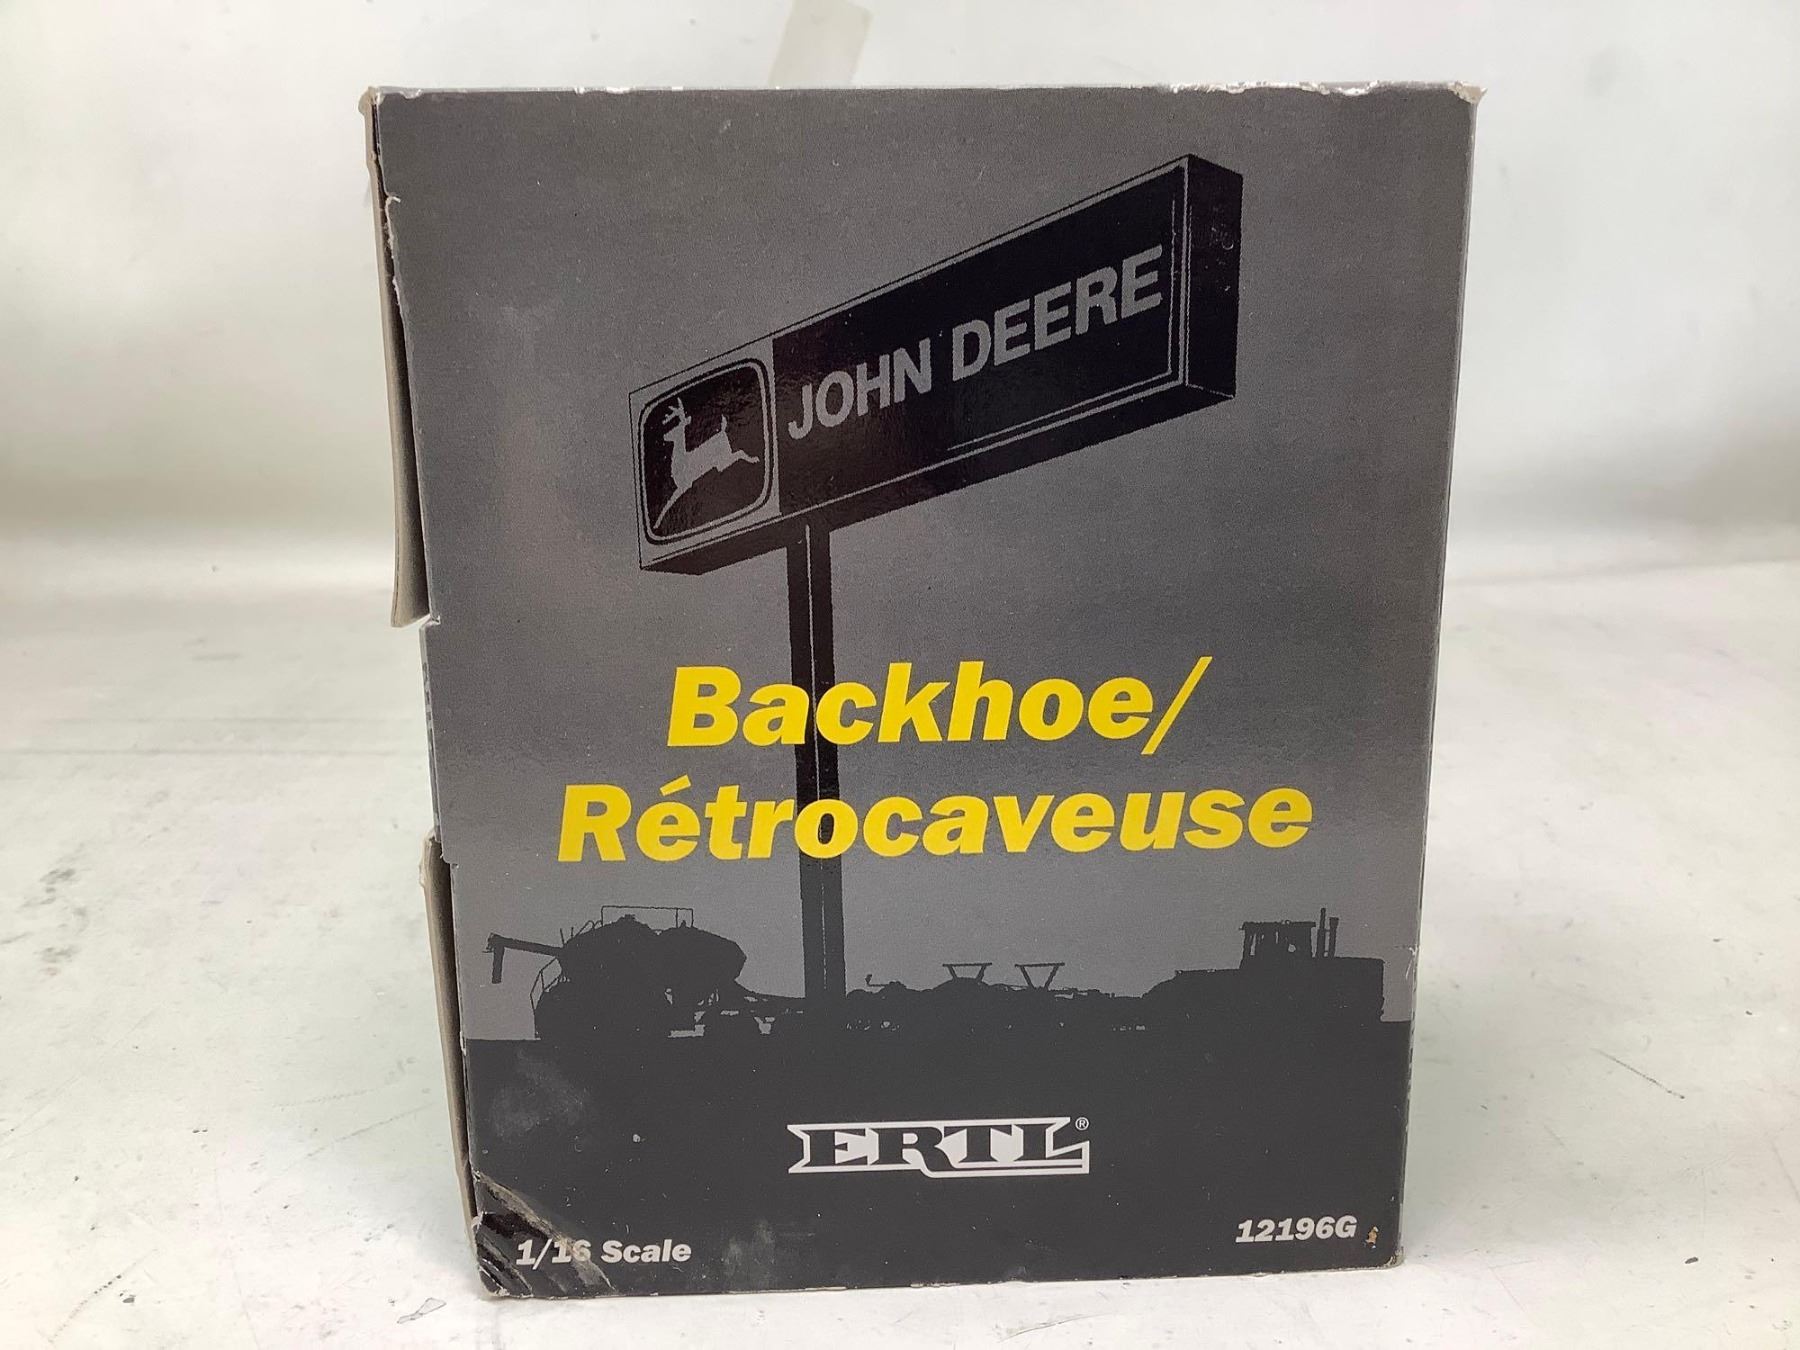 JOHN DEERE
Backhoe/
Rétrocaveuse
ERTL®
1/16 Scale
12196G